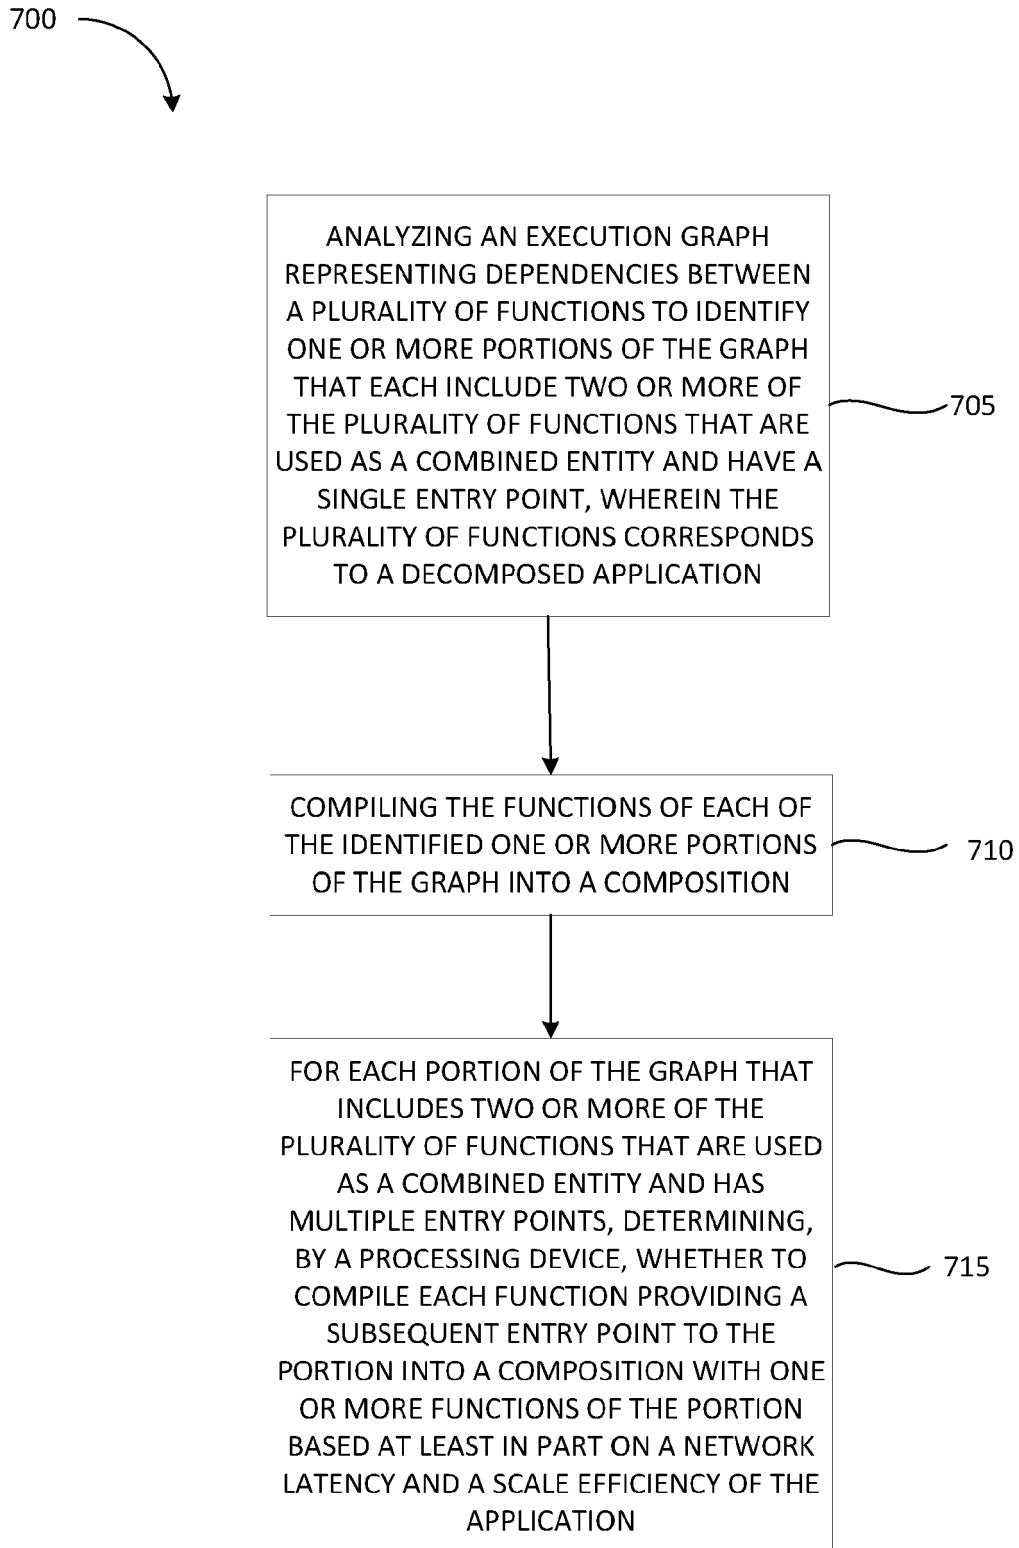 700
ANALYZING AN EXECUTION GRAPH
REPRESENTING DEPENDENCIES BETWEEN
A PLURALITY OF FUNCTIONS TO IDENTIFY
ONE OR MORE PORTIONS OF THE GRAPH
THAT EACH INCLUDE TWO OR MORE OF
THE PLURALITY OF FUNCTIONS THAT ARE
USED AS A COMBINED ENTITY AND HAVE A
SINGLE ENTRY POINT, WHEREIN THE
PLURALITY OF FUNCTIONS CORRESPONDS
TO A DECOMPOSED APPLICATION
705
COMPILING THE FUNCTIONS OF EACH OF
THE IDENTIFIED ONE OR MORE PORTIONS
OF THE GRAPH INTO A COMPOSITION
710
FOR EACH PORTION OF THE GRAPH THAT
INCLUDES TWO OR MORE OF THE
PLURALITY OF FUNCTIONS THAT ARE USED
AS A COMBINED ENTITY AND HAS
MULTIPLE ENTRY POINTS, DETERMINING,
BY A PROCESSING DEVICE, WHETHER TO
COMPILE EACH FUNCTION PROVIDING A
SUBSEQUENT ENTRY POINT TO THE
PORTION INTO A COMPOSITION WITH ONE
OR MORE FUNCTIONS OF THE PORTION
BASED AT LEAST IN PART ON A NETWORK
LATENCY AND A SCALE EFFICIENCY OF THE
APPLICATION
715